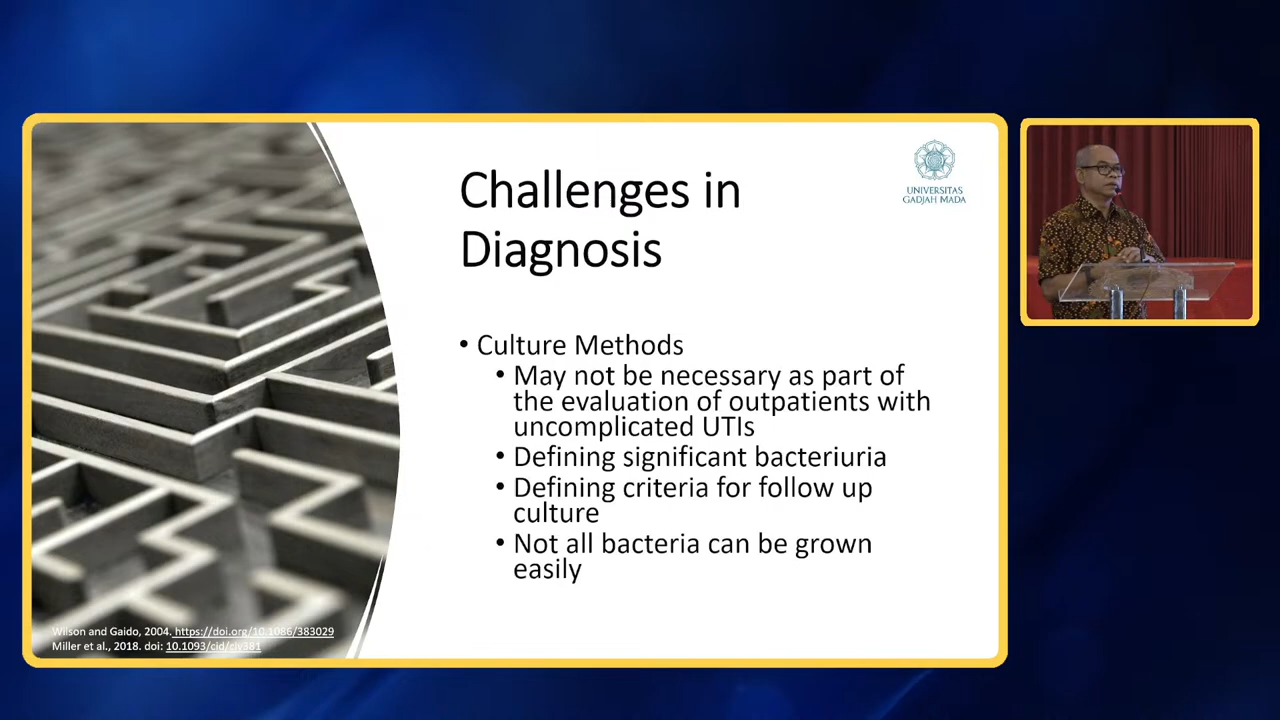 Challenges in
Diagnosis
UNIVERSITAS
GADJAH MADA
• Culture Methods
• May not be necessary as part of
the evaluation of outpatients with
uncomplicated UTIs
• Defining significant bacteriuria
• Defining criteria for follow up
culture
• Not all bacteria can be grown
easily
Wilson and Gaido, 2004. https://doi.org/10.1086/383029
Miller et al., 2018. doi: 10.1093/cid/ciy381